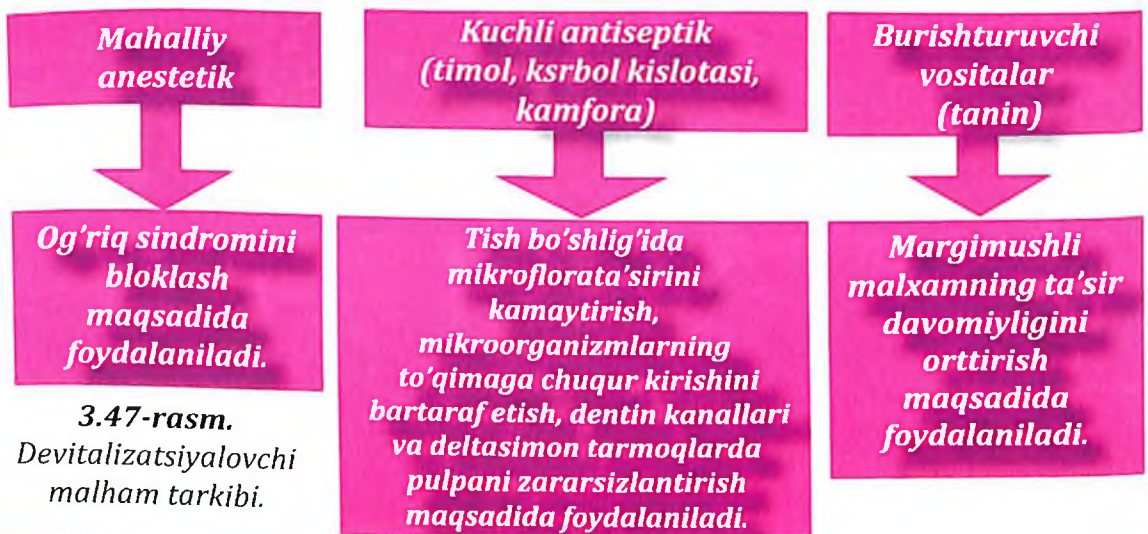 Mahalliy
anestetik
Kuchli antiseptik
(timol, ksrbol kislotasi,
kamfora)
Burishturuvchi
vositalar
(tanin)
Og'riq sindromini
bloklash
maqsadida
foydalaniladi.
Tish bo'shlig'ida
mikroflorata'sirini
kamaytirish,
mikroorganizmlarning
to'qimaga chuqur kirishini
bartaraf etish, dentin kanallari
va deltasimon tarmoqlarda
pulpani zararsizlantirish
maqsadida foydalaniladi.
Margimushli
malxamning ta'sir
davomiyligini
orttirish
maqsadida
foydalaniladi.
3.47-rasm.
Devitalizatsiyalovchi
malham tarkibi.